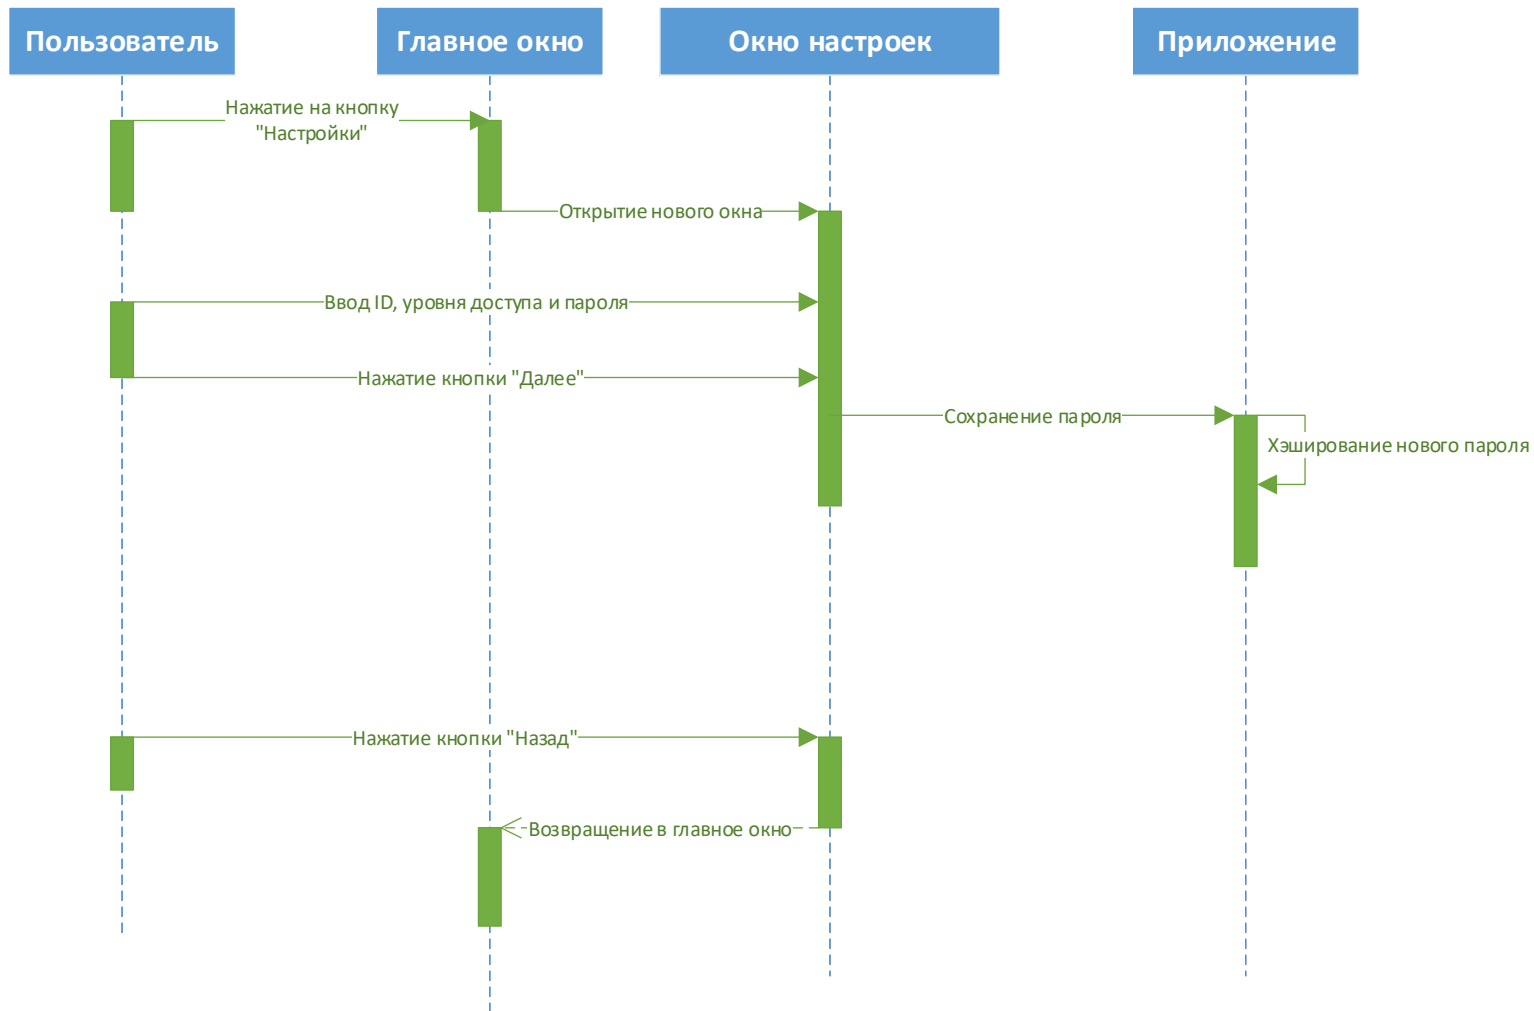 Пользователь
Главное окно
Окно настроек
Приложение
Нажатие на кнопку
"Настройки"
Открытие нового окна
Ввод ID, уровня доступа и пароля
Нажатие кнопки "Далее"
Сохранение пароля
Хэширование нового пароля
Нажатие кнопки "Назад"
Возвращение в главное окно